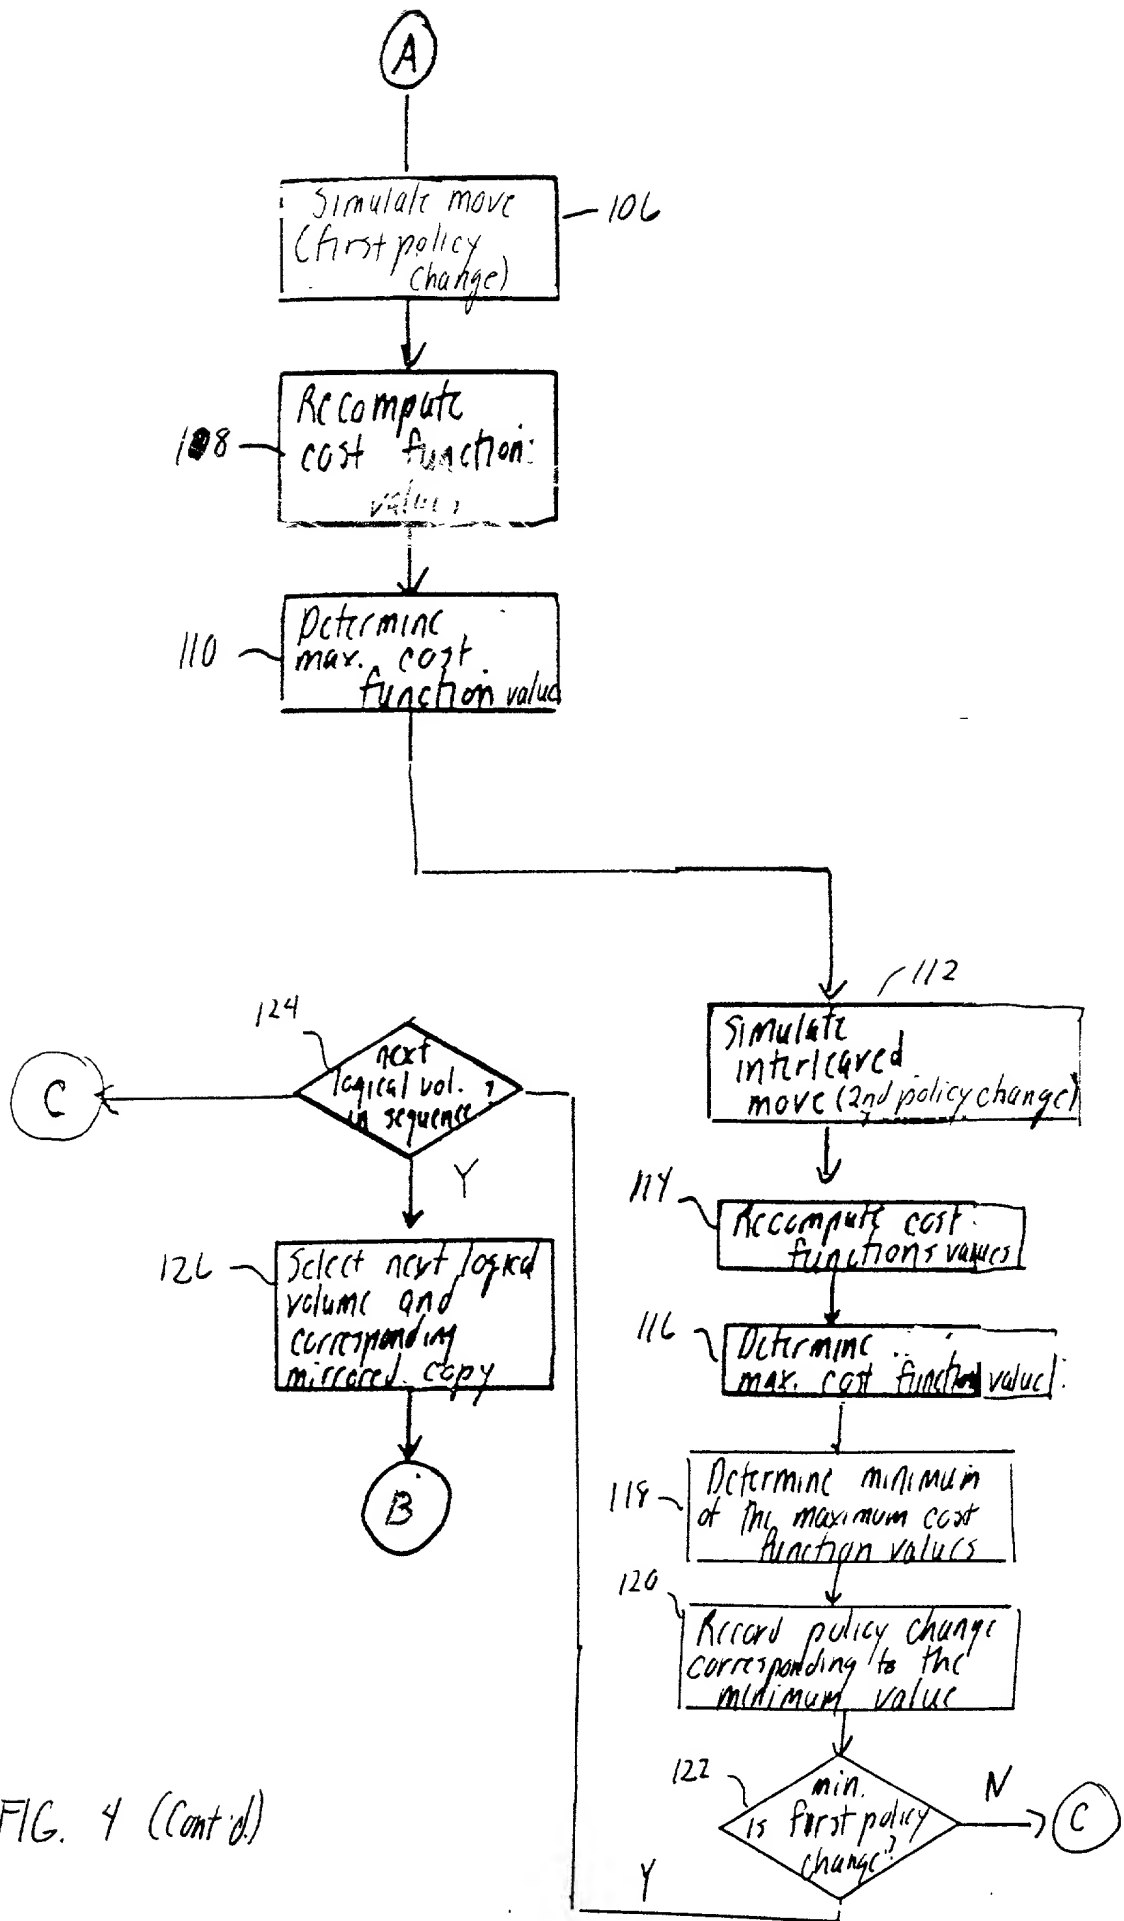 A
Simulate move
(first policy
change)
106
Recompute
cost function
values
108
Determine
max. cost
function value
110
112
Simulate
interleaved
move (2nd policy change)
114
Recompute cost
functions values
116
Determine
max. cost function value
118
Determine minimum
of the maximum cost
function values
120
Record policy change
corresponding to the
minimum value
122
min.
is first policy
change?
N
C
Y
124
next
logical vol.
in sequence?
C
Y
126
Select next logical
volume and
corresponding
mirrored copy
B
FIG. 4 (Cont'd.)